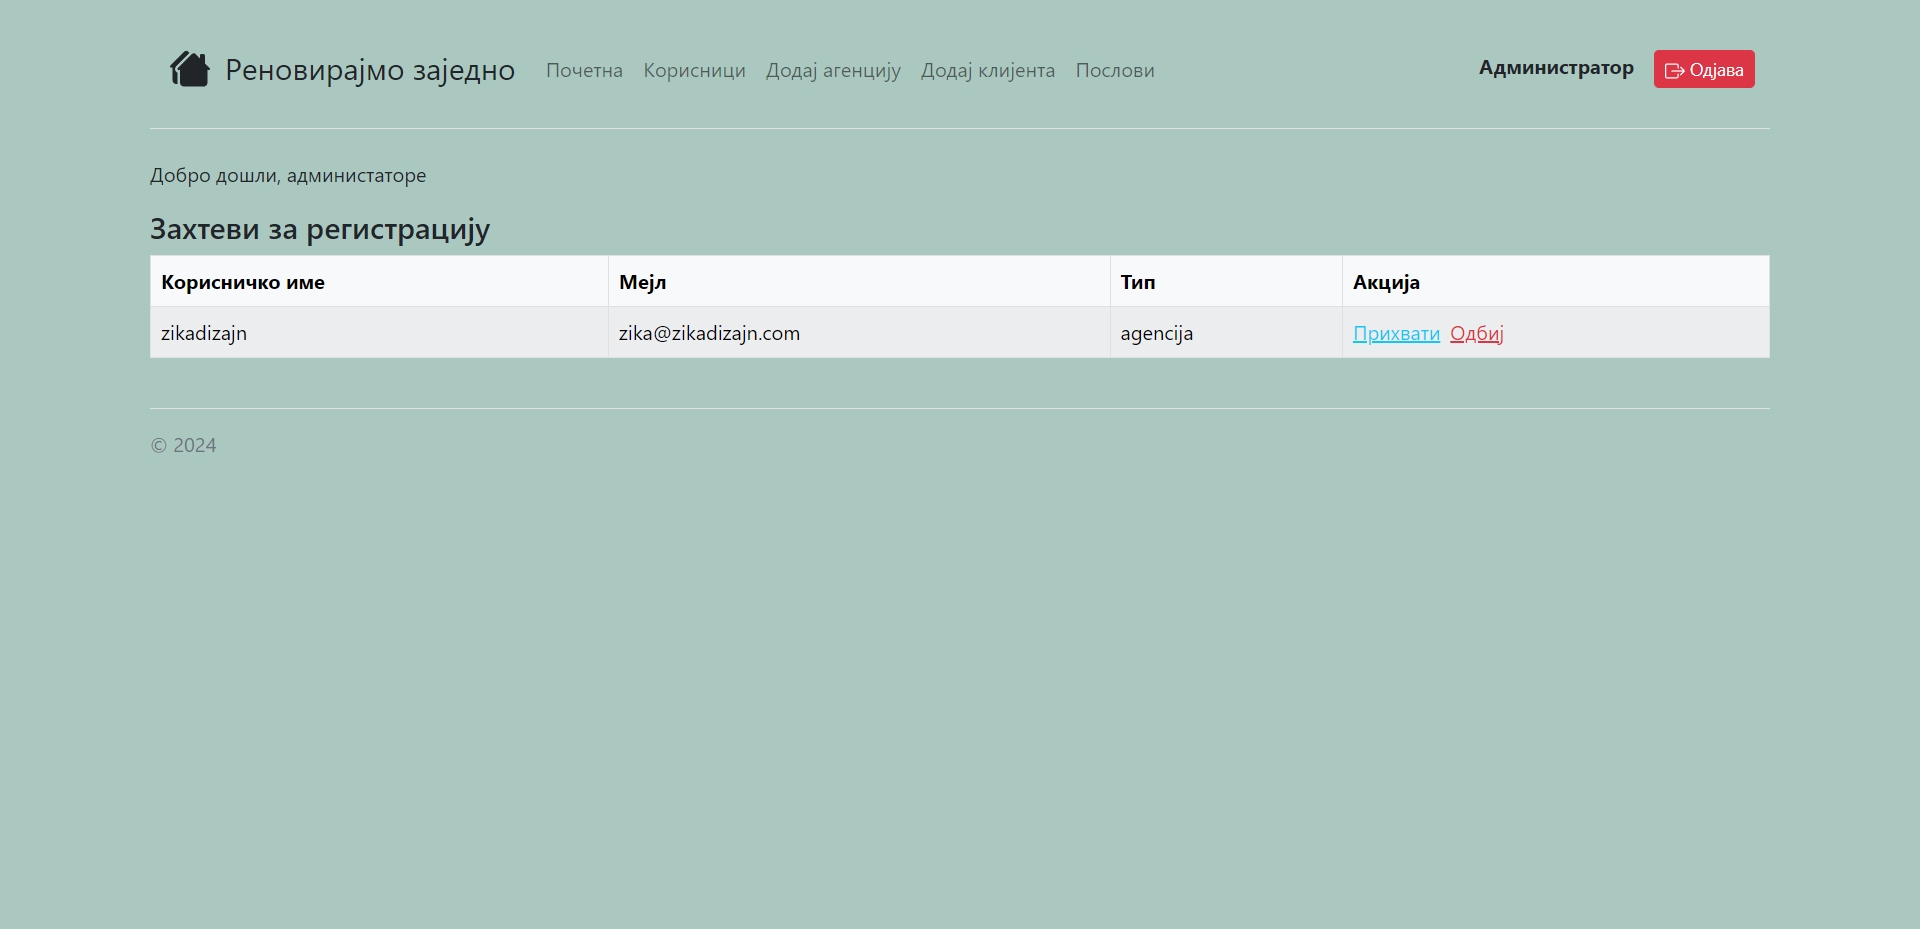 Реновирајмо заједно Почетна Корисници Додај агенцију Додај клијента Послови Администратор Одјава
Добро дошли, администаторе
Захтеви за регистрацију
Корисничко име Мејл Тип Акција
zikadizajn zika@zikadizajn.com agencija Прихвати Одбиј
© 2024